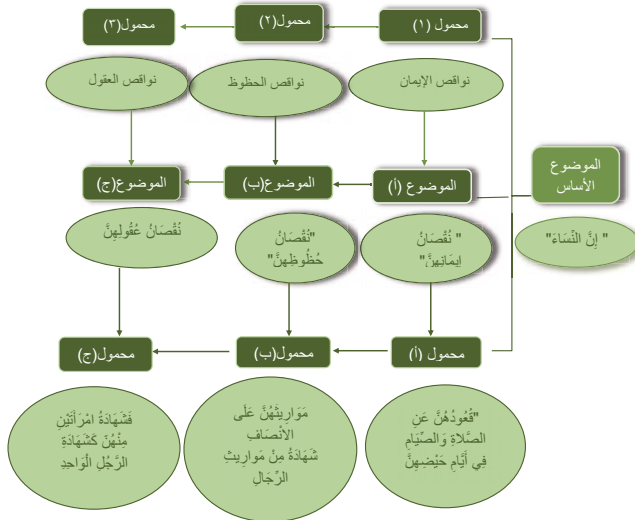 محمول (١)
محمول (٢)
محمول(٣)
نواقص الإيمان
نواقص الحظوظ
نواقص العقول
الموضوع
الأساس
الموضوع (أ)
الموضوع(ب)
الموضوع(ج)
" إِنَّ النِّسَاءَ"
" نُقْصَانُ
إِيمَانِهِنَّ"
"نُقْصَانُ
حُظُوظِهِنَّ"
نُقْصَانُ عُقُولِهِنَّ
محمول (أ)
محمول(ب)
محمول(ج)
"قُعُودُهُنَّ عَنِ
الصَّلاةِ وَالصِّيَامِ
فِي أَيَّامِ حَيْضِهِنَّ
مَوَارِيثُهُنَّ عَلَى
الأنْصَافِ
شَهَادَةُ مِنْ مَوَارِيثِ
الرِّجَالِ
فَشَهَادَةُ امْرَأَتَيْنِ
مِنْهُنَّ كَشَهَادَةِ
الرَّجُلِ الْوَاحِدِ